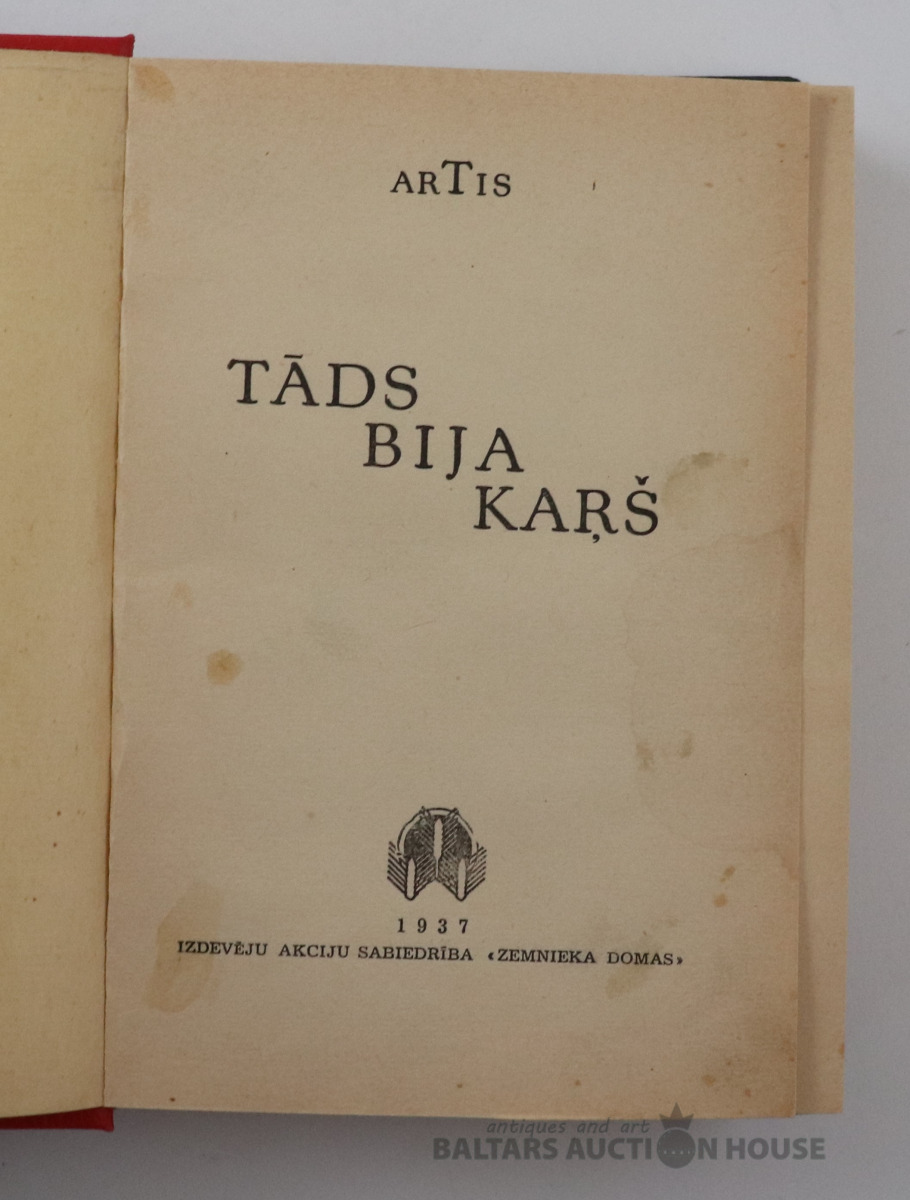 arTis
TĀDS
BIJA
KAŖŠ
1937
IZDEVĒJU AKCIJU SABIEDRĪBA «ZEMNIEKA DOMAS»
antiques and art
BALTARS AUCTION HOUSE